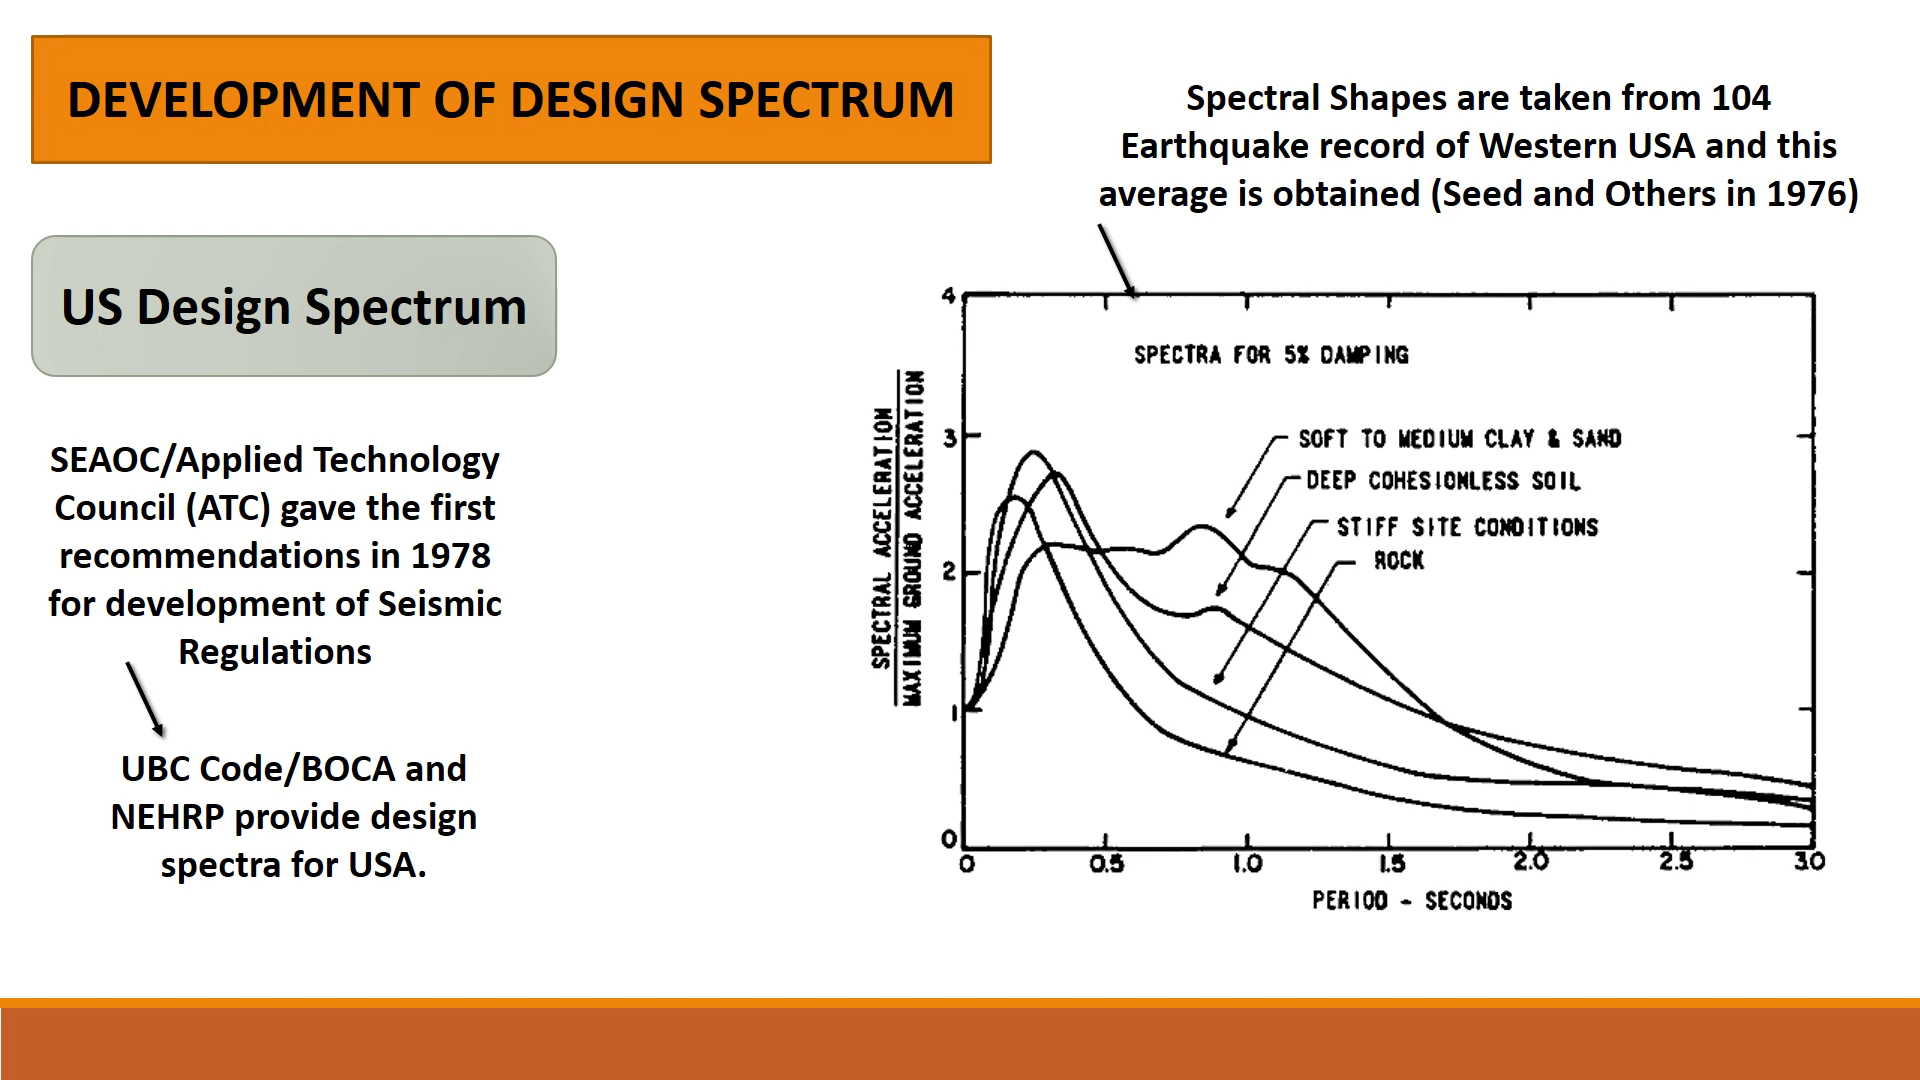 DEVELOPMENT OF DESIGN SPECTRUM
US Design Spectrum
SEAOC/Applied Technology
Council (ATC) gave the first
recommendations in 1978
for development of Seismic
Regulations
UBC Code/BOCA and
NEHRP provide design
spectra for USA.
Spectral Shapes are taken from 104
Earthquake record of Western USA and this
average is obtained (Seed and Others in 1976)
SPECTRA FOR 5% DAMPING
SOFT TO MEDIUM CLAY & SAND
DEEP COHESIONLESS SOIL
STIFF SITE CONDITIONS
ROCK
SPECTRAL ACCELERATION
MAXIMUM GROUND ACCELERATION
4
3
2
1
0
0 0.5 1.0 1.5 2.0 2.5 3.0
PERIOD - SECONDS